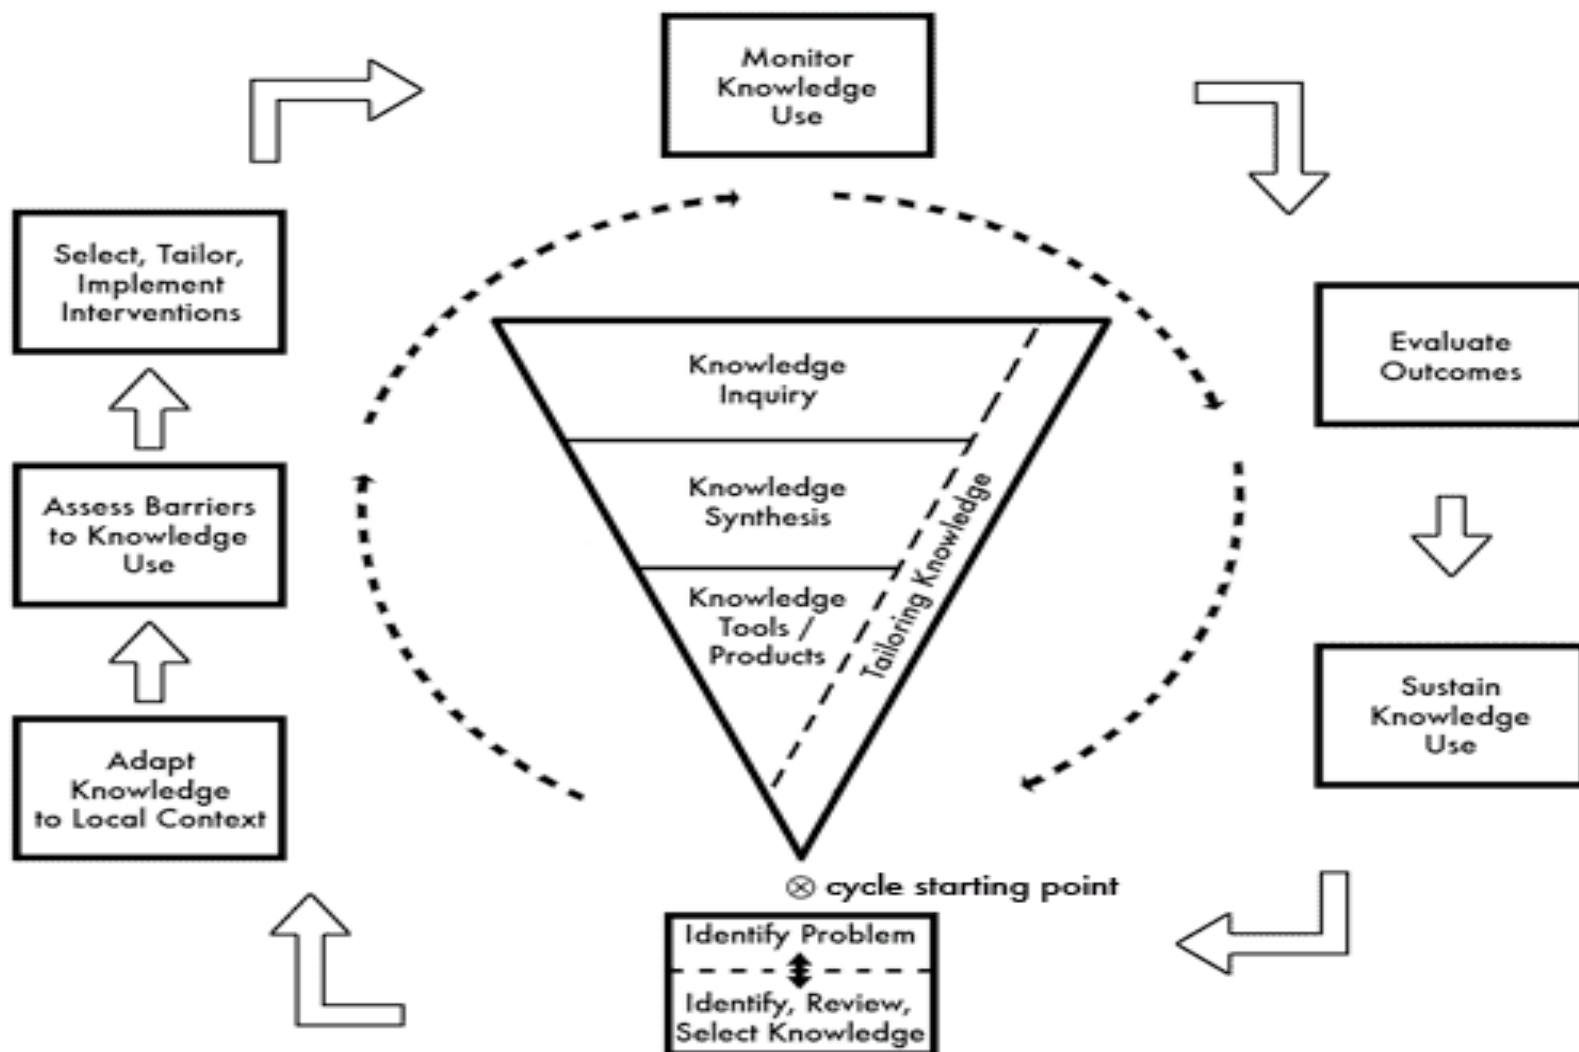 Monitor
Knowledge
Use
Select, Tailor,
Implement
Interventions
Evaluate
Outcomes
Knowledge
Inquiry
Assess Barriers
to Knowledge
Use
Knowledge
Synthesis
Tailoring Knowledge
Knowledge
Tools /
Products
Sustain
Knowledge
Use
Adapt
Knowledge
to Local Context
cycle starting point
Identify Problem
Identify, Review,
Select Knowledge